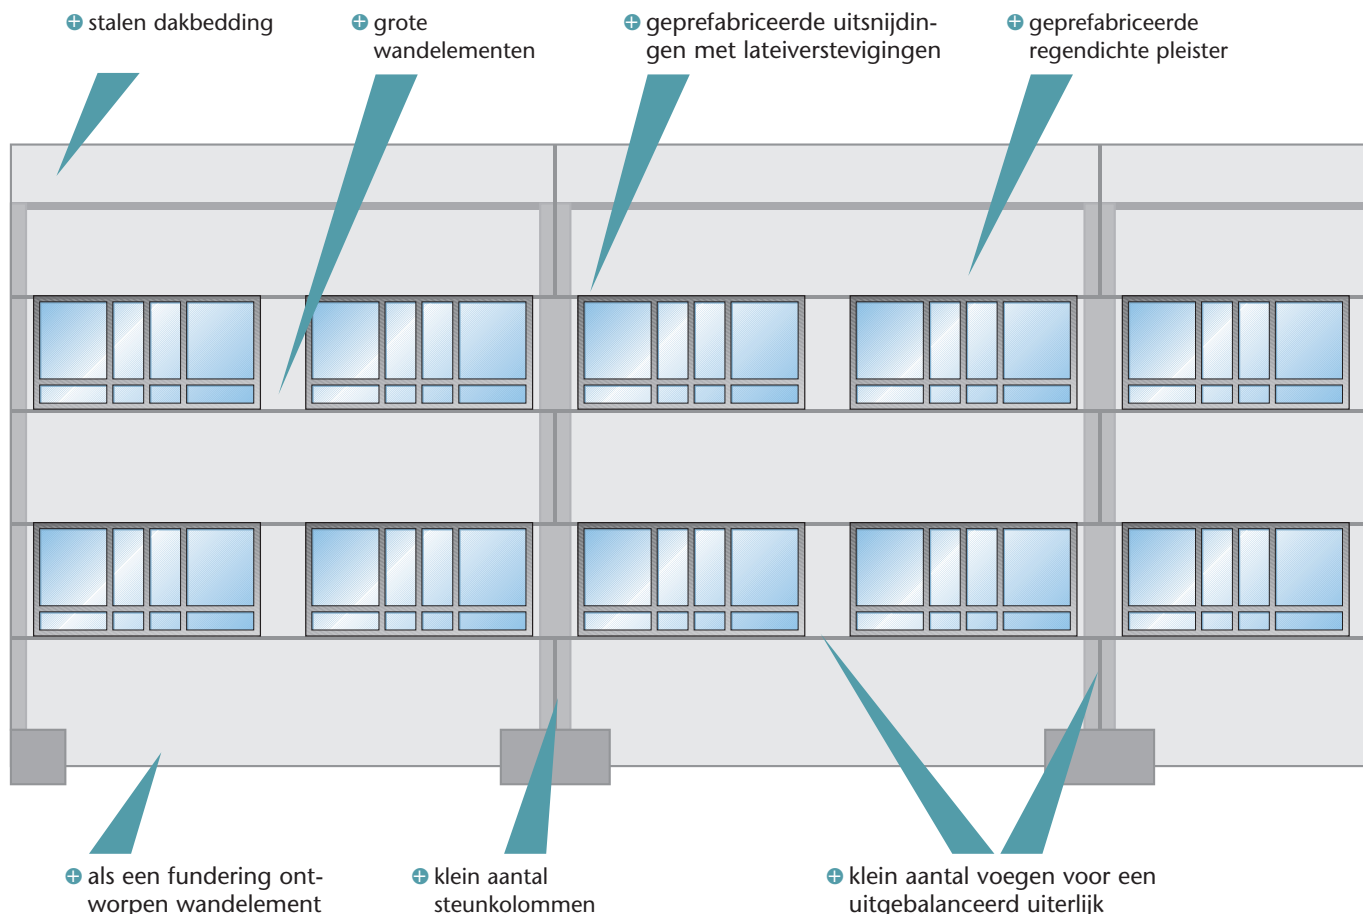 stalen dakbedding
grote
wandelementen
geprefabriceerde uitsnijdin-
gen met lateiverstevigingen
geprefabriceerde
regendichte pleister
als een fundering ont-
worpen wandelement
klein aantal
steunkolommen
klein aantal voegen voor een
uitgebalanceerd uiterlijk